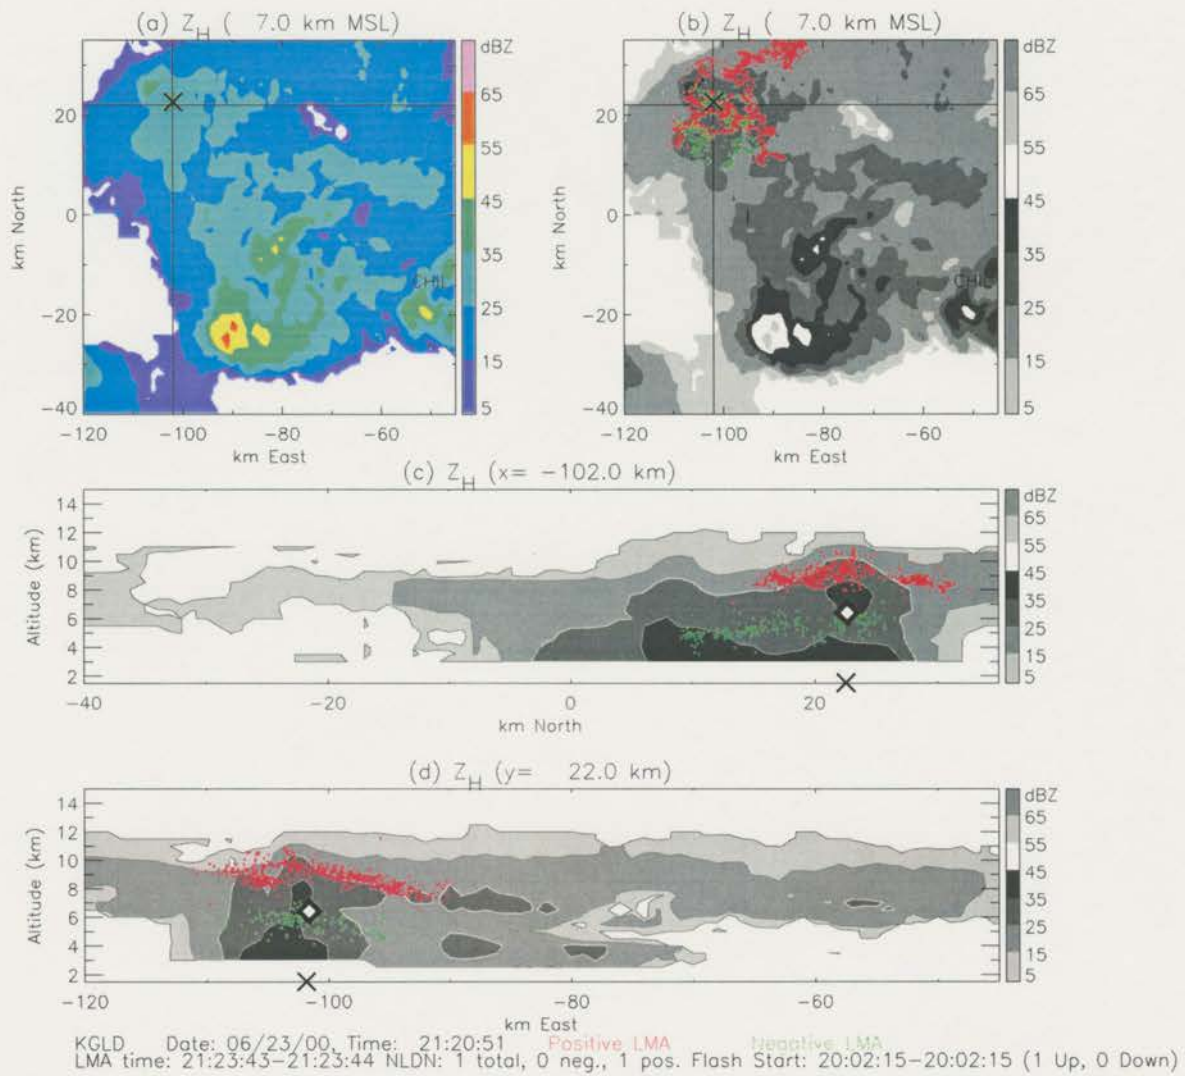 (a) Z_H ( 7.0 km MSL)
(b) Z_H ( 7.0 km MSL)
dBZ
65
55
45
35
25
15
5
20
0
-20
-40
km North
-120 -100 -80 -60
km East
CHIL
dBZ
65
55
45
35
25
15
5
20
0
-20
-40
km North
-120 -100 -80 -60
km East
CHIL
(c) Z_H (x= -102.0 km)
14
12
10
8
6
4
2
Altitude (km)
-40 -20 0 20
km North
dBZ
65
55
45
35
25
15
5
(d) Z_H (y= 22.0 km)
14
12
10
8
6
4
2
Altitude (km)
-120 -100 -80 -60
km East
dBZ
65
55
45
35
25
15
5
KGLD Date: 06/23/00, Time: 21:20:51 Positive LMA Negative LMA
LMA time: 21:23:43-21:23:44 NLDN: 1 total, 0 neg., 1 pos. Flash Start: 20:02:15-20:02:15 (1 Up, 0 Down)